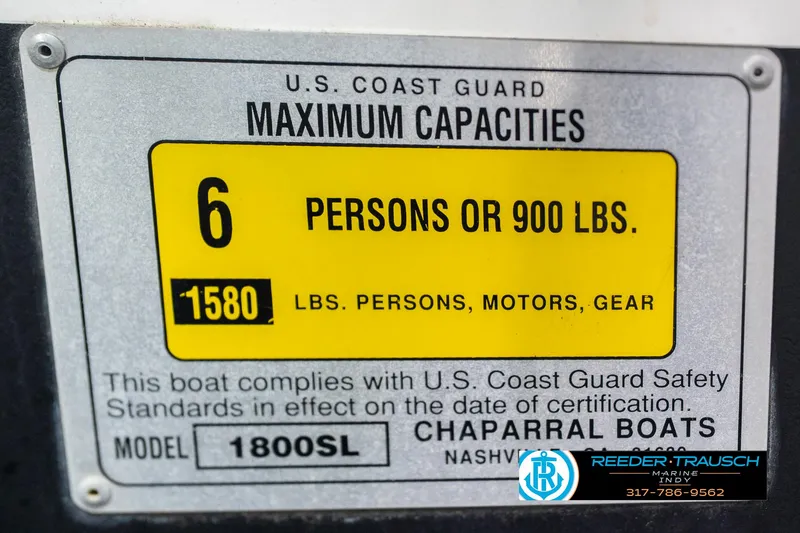 U.S. COAST GUARD
MAXIMUM CAPACITIES
6 PERSONS OR 900 LBS.
1580 LBS. PERSONS, MOTORS, GEAR
This boat complies with U.S. Coast Guard Safety
Standards in effect on the date of certification.
MODEL 1800SL CHAPARRAL BOATS
REEDER·TRAUSCH
MARINE
INDY
317-786-9562